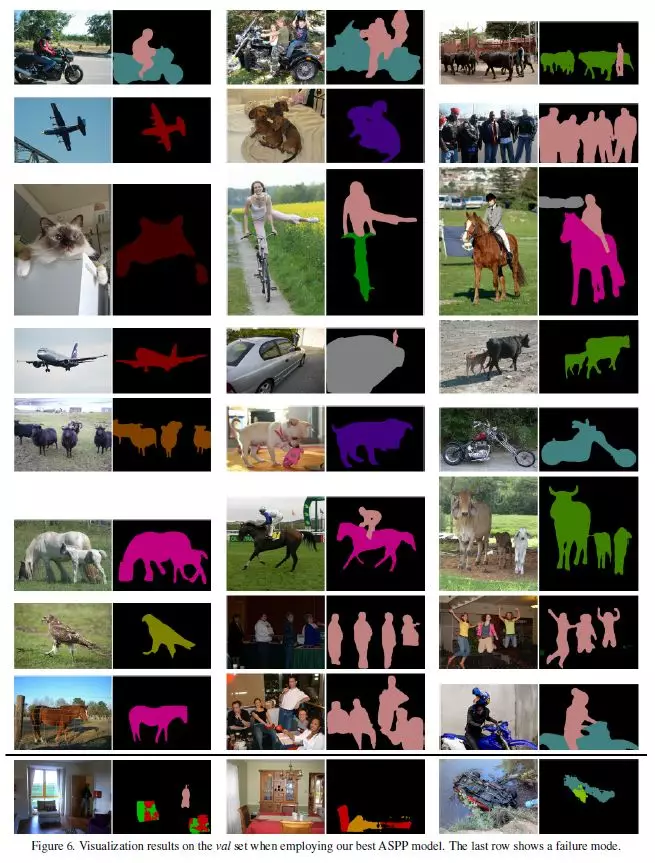 Figure 6. Visualization results on the val set when employing our best ASPP model. The last row shows a failure mode.